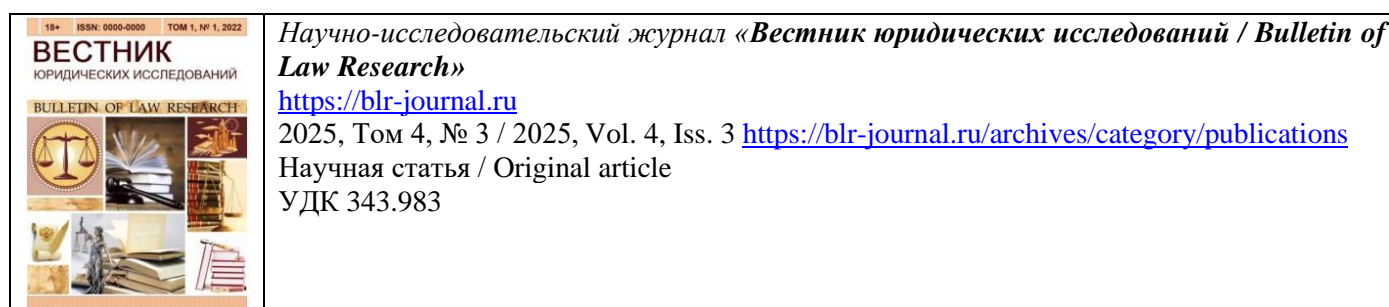 18+ ISSN: 0000-0000 ТОМ 1, № 1, 2022
ВЕСТНИК
ЮРИДИЧЕСКИХ ИССЛЕДОВАНИЙ
BULLETIN OF LAW RESEARCH
Научно-исследовательский журнал «Вестник юридических исследований / Bulletin of
Law Research»
https://blr-journal.ru
2025, Том 4, № 3 / 2025, Vol. 4, Iss. 3 https://blr-journal.ru/archives/category/publications
Научная статья / Original article
УДК 343.983